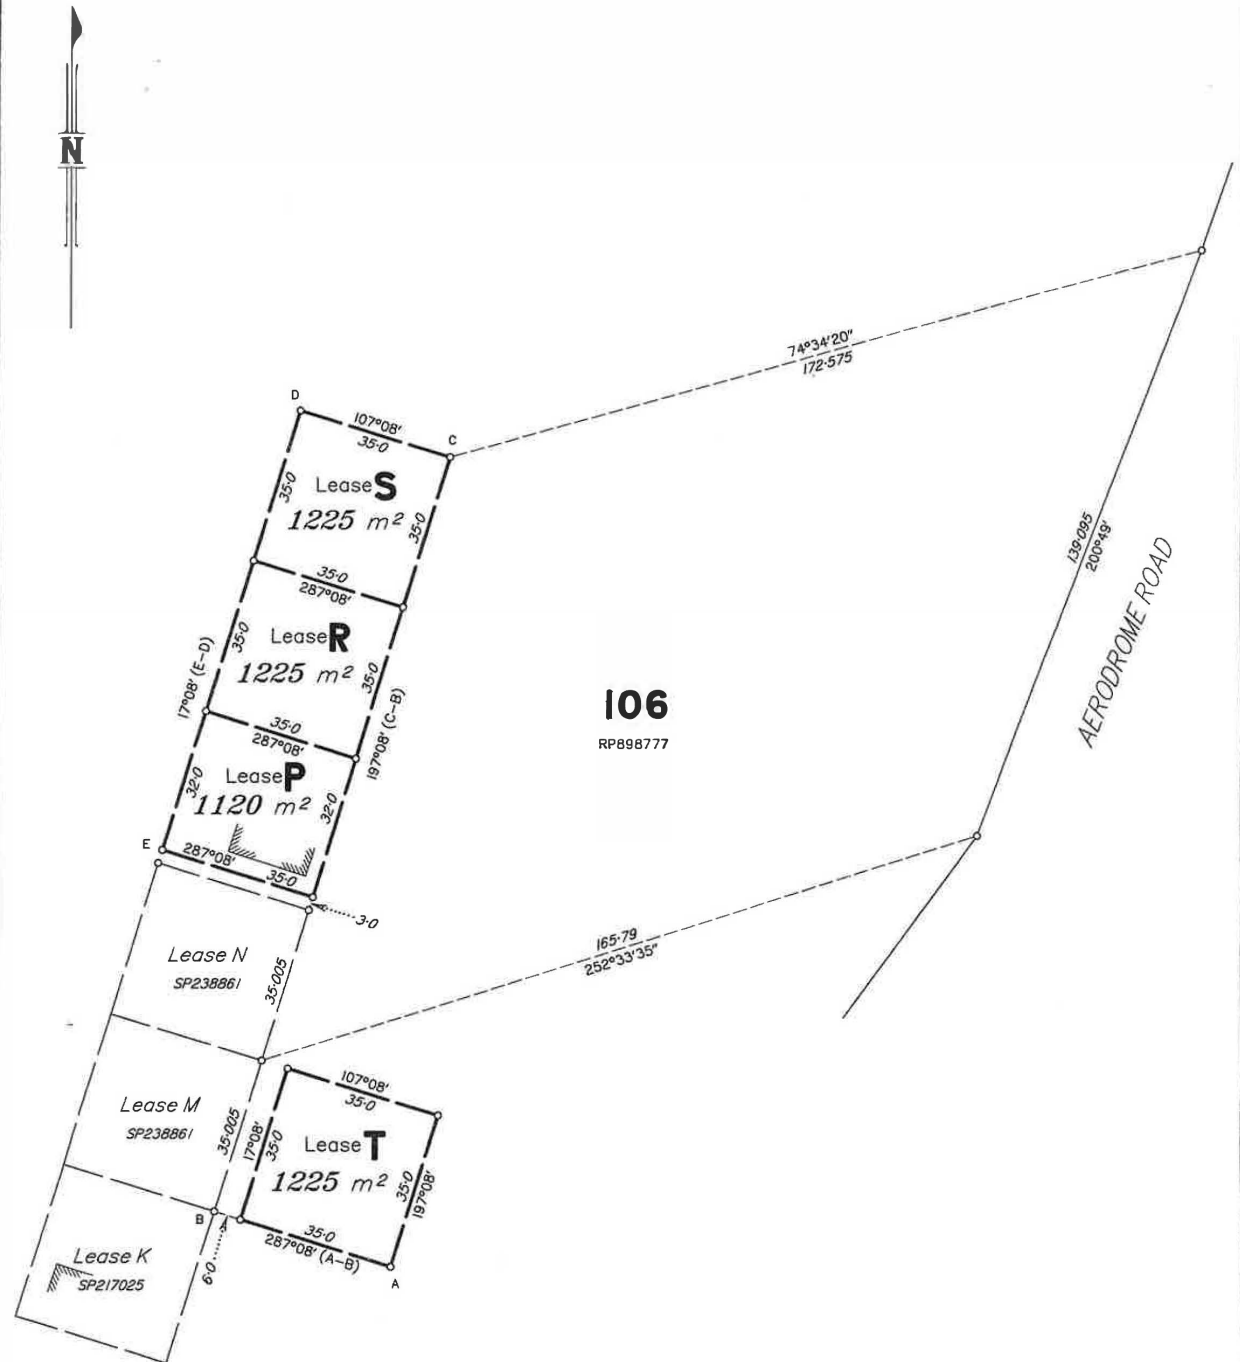 N
74°34'20"
172·575
D
107°08'
35·0
C
Lease S
1225 m²
35·0
35·0
35·0
287°08'
139·095
200°49'
AERODROME ROAD
Lease R
1225 m²
35·0
35·0
17°08' (E-D)
197°08' (C-B)
35·0
287°08'
106
RP898777
Lease P
1120 m²
32·0
32·0
E
287°08'
35·0
3·0
165·79
252°33'35"
Lease N
SP238861
35·005
107°08'
35·0
Lease M
SP238861
35·005
17°08'
35·0
Lease T
1225 m²
35·0
197°08'
B
35·0
287°08' (A-B)
6·0
A
Lease K
SP217025